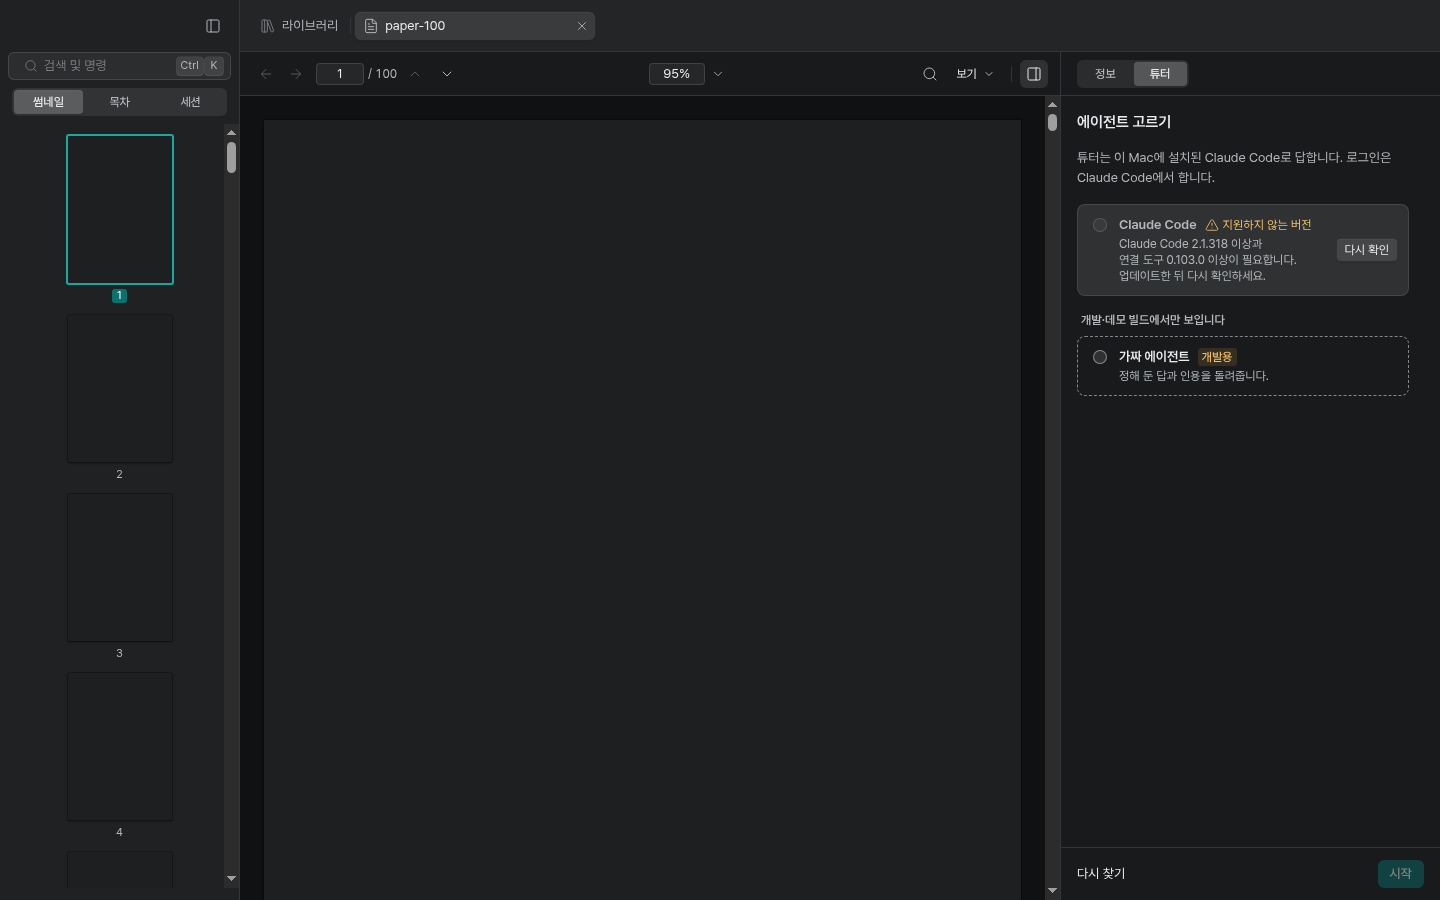 라이브러리
paper-100
검색 및 명령 Ctrl K
썸네일 목차 세션
1
2
3
4
1 / 100
95%
보기
정보 튜터
에이전트 고르기
튜터는 이 Mac에 설치된 Claude Code로 답합니다. 로그인은
Claude Code에서 합니다.
Claude Code 지원하지 않는 버전
Claude Code 2.1.318 이상과
연결 도구 0.103.0 이상이 필요합니다.
업데이트한 뒤 다시 확인하세요.
다시 확인
개발·데모 빌드에서만 보입니다
가짜 에이전트 개발용
정해 둔 답과 인용을 돌려줍니다.
다시 찾기
시작